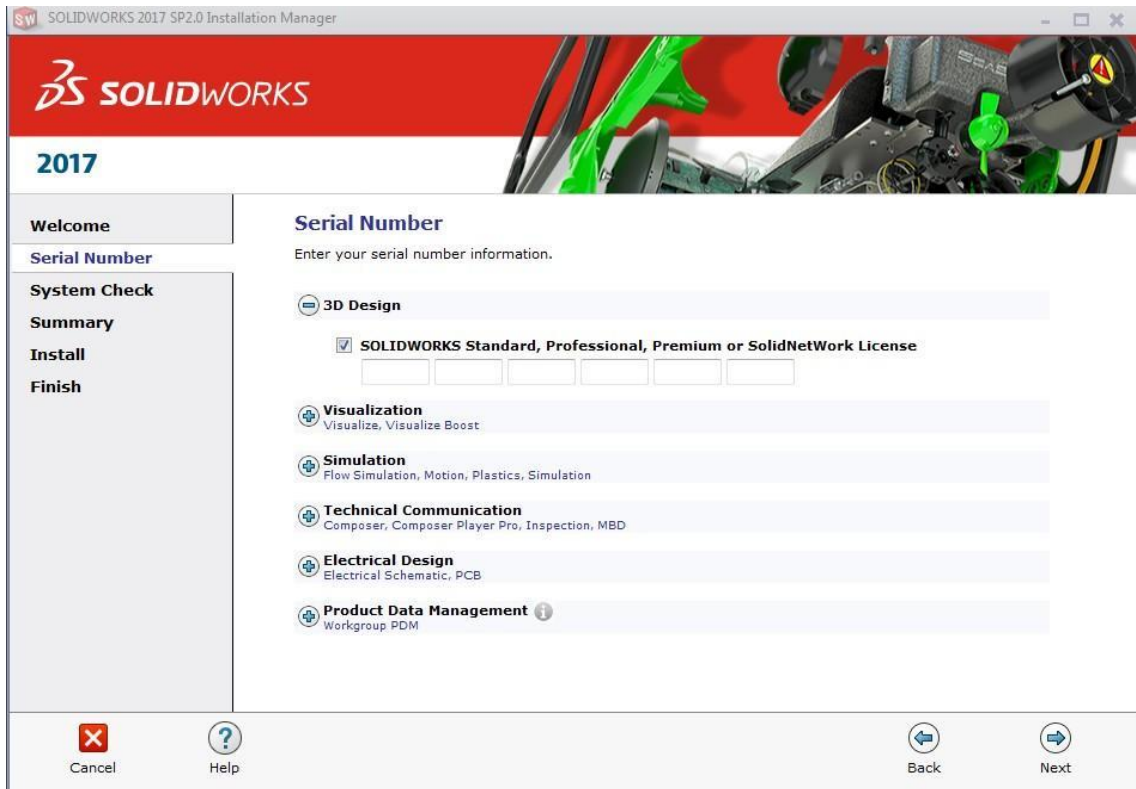 SW SOLIDWORKS 2017 SP2.0 Installation Manager
3S SOLIDWORKS
2017
Welcome
Serial Number
System Check
Summary
Install
Finish
Serial Number
Enter your serial number information.
3D Design
SOLIDWORKS Standard, Professional, Premium or SolidNetWork License
Visualization
Visualize, Visualize Boost
Simulation
Flow Simulation, Motion, Plastics, Simulation
Technical Communication
Composer, Composer Player Pro, Inspection, MBD
Electrical Design
Electrical Schematic, PCB
Product Data Management
Workgroup PDM
Cancel
Help
Back
Next